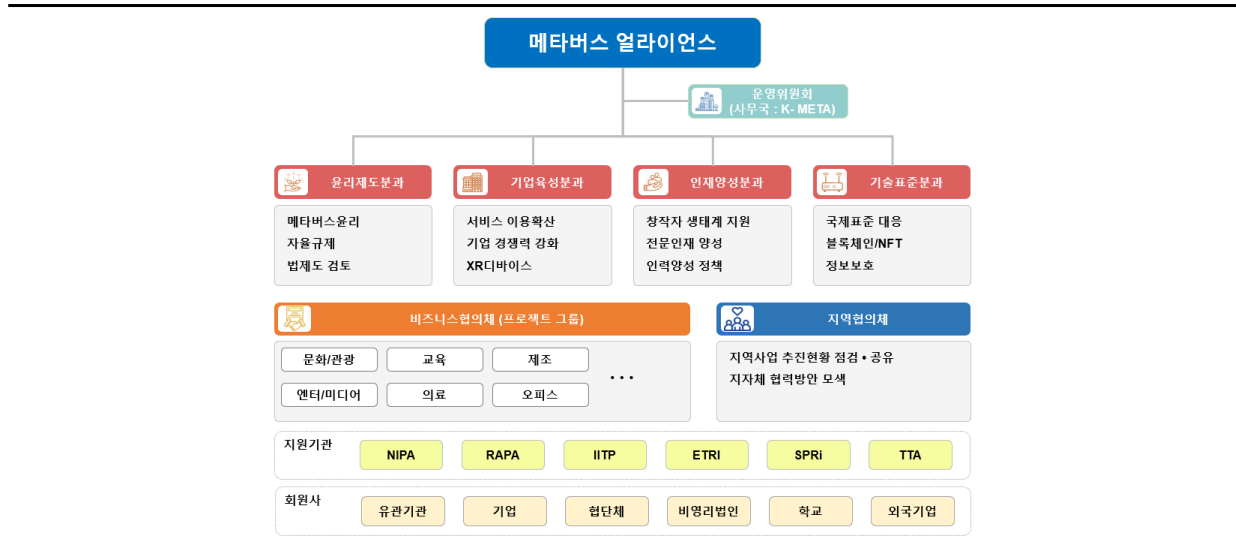 메타버스 얼라이언스
운영위원회
(사무국 : K- META)
윤리제도분과
메타버스윤리
자율규제
법제도 검토
기업육성분과
서비스 이용확산
기업 경쟁력 강화
XR디바이스
인재양성분과
창작자 생태계 지원
전문인재 양성
인력양성 정책
기술표준분과
국제표준 대응
블록체인/NFT
정보보호
비즈니스협의체 (프로젝트 그룹)
문화/관광
교육
제조
엔터/미디어
의료
오피스
• • •
지역협의체
지역사업 추진현황 점검 • 공유
지자체 협력방안 모색
지원기관
NIPA
RAPA
IITP
ETRI
SPRi
TTA
회원사
유관기관
기업
협단체
비영리법인
학교
외국기업